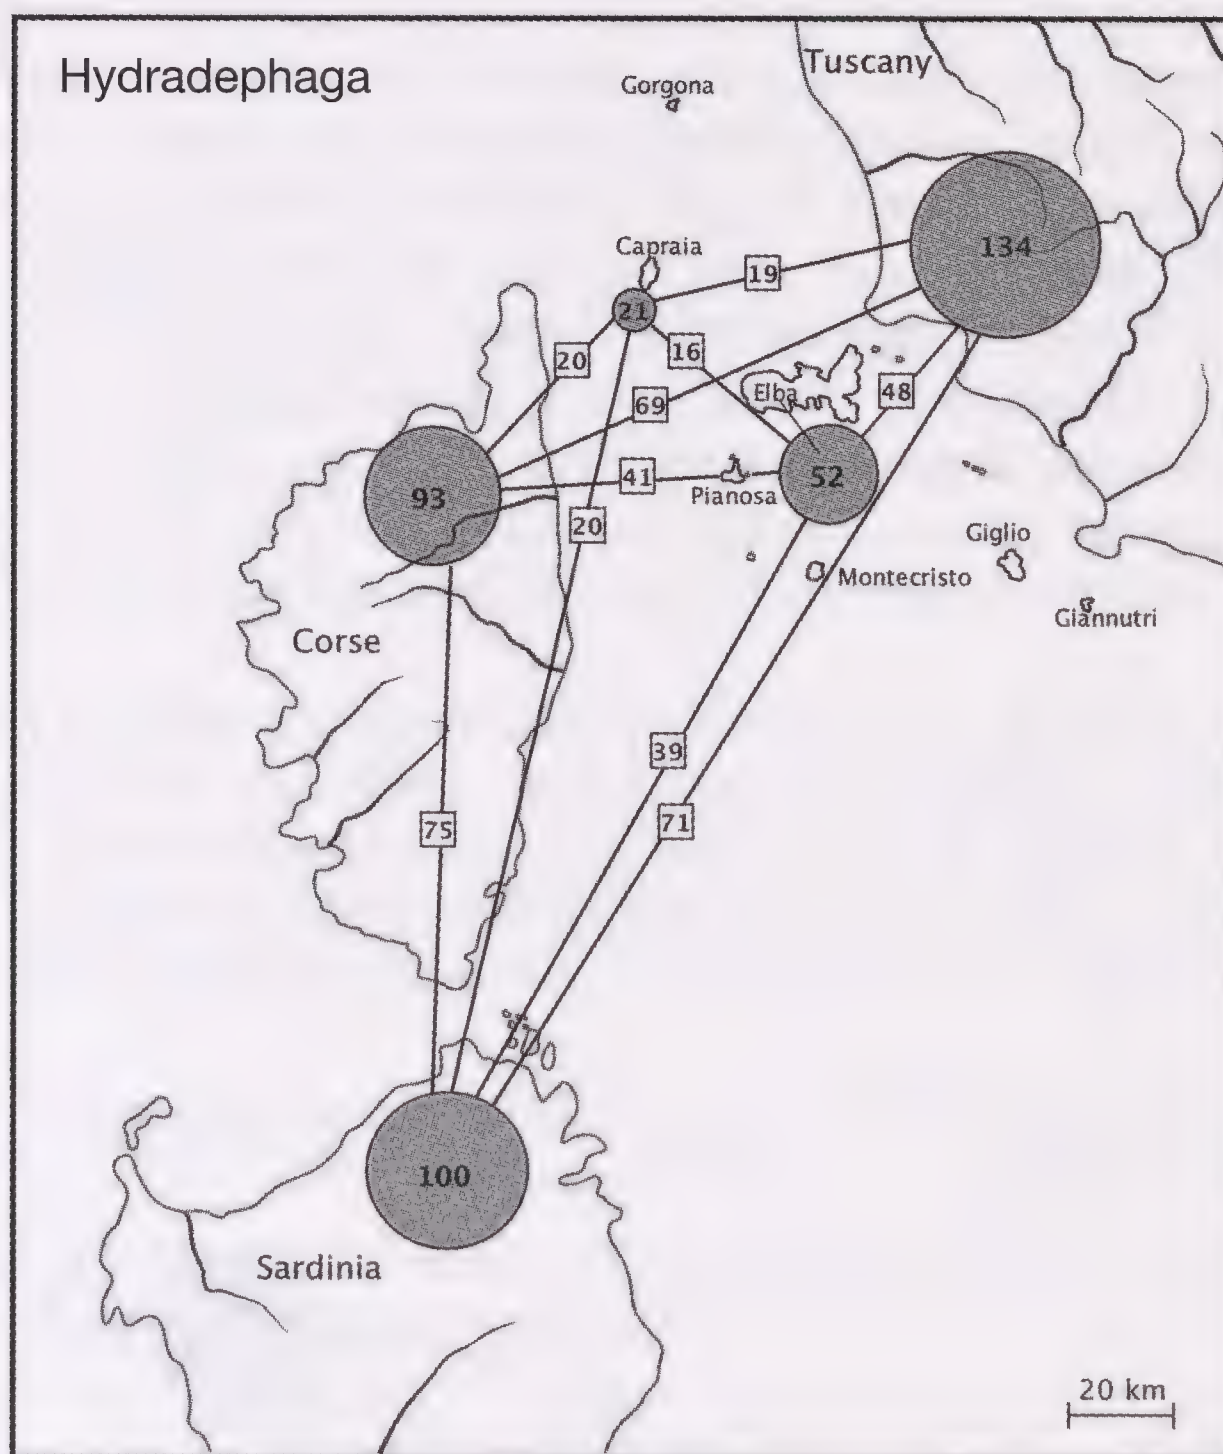 Hydradephaga
Tuscany
Gorgona
134
Capraia
19
21
20
16
69
Elba
48
93
41
52
Pianosa
20
Giglio
Montecristo
Giannutri
Corse
39
71
75
100
Sardinia
20 km